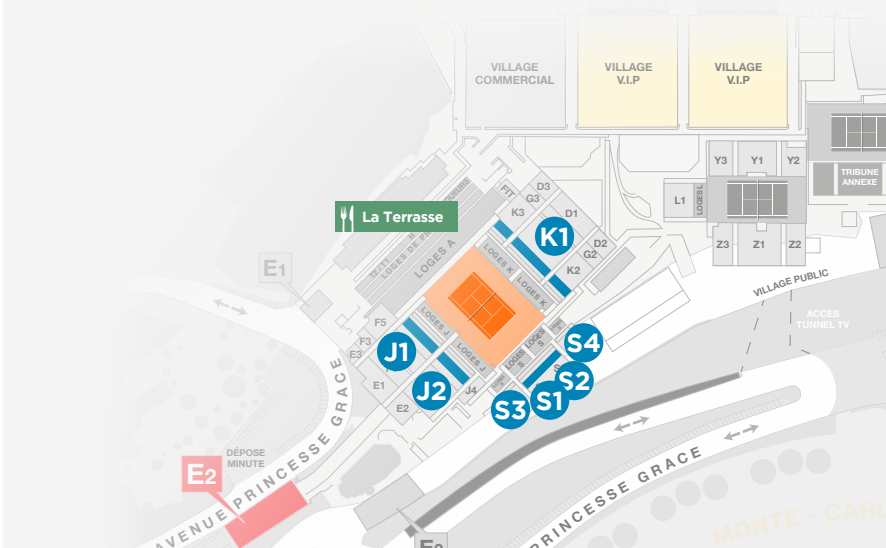 VILLAGE
COMMERCIAL
VILLAGE
V.I.P
VILLAGE
V.I.P
Y3
Y1
Y2
TRIBUNE
ANNEXE
L1
LOGES L
Z3
Z1
Z2
VILLAGE PUBLIC
ACCES
TUNNEL TV
La Terrasse
LOGES A
FIT
D3
G3
K3
D1
K1
D2
G2
K2
LOGES K
LOGES K
E1
F5
F3
E3
E1
E2
LOGES J
LOGES J
J1
J2
J4
LOGES
S
LOGES
S
S4
S2
S1
S3
DÉPOSE
MINUTE
E2
AVENUE PRINCESSE GRACE
PRINCESSE GRACE
MONTE - CARL